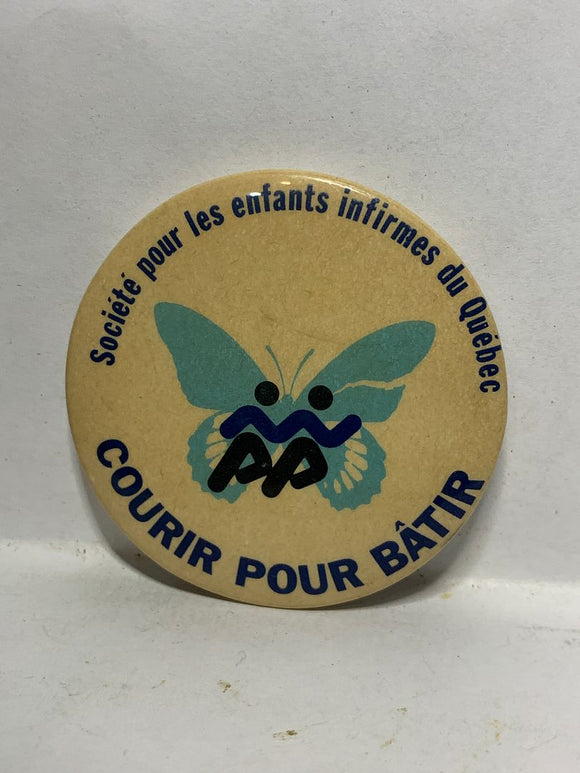 Société pour les enfants infirmes du Québec
COURIR POUR BÂTIR